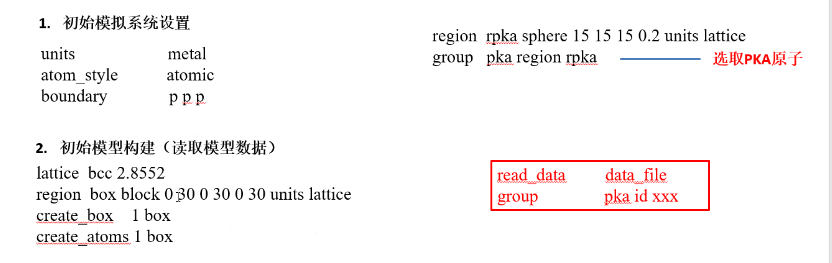 1. 初始模拟系统设置
units metal
atom_style atomic
boundary p p p
2. 初始模型构建（读取模型数据）
lattice bcc 2.8552
region box block 0 30 0 30 0 30 units lattice
create_box 1 box
create_atoms 1 box
region rpka sphere 15 15 15 0.2 units lattice
group pka region rpka
选取PKA原子
read_data data_file
group pka id xxx